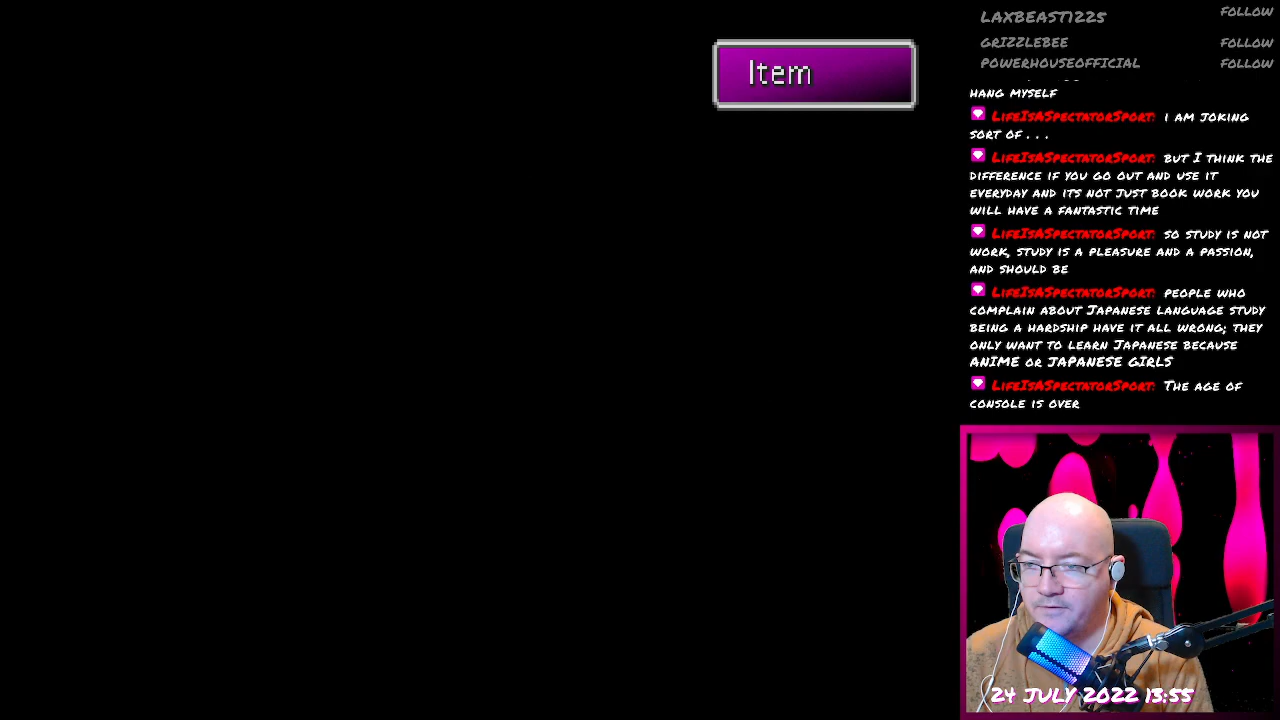 Item
LAXBEAST1225 FOLLOW
GRIZZLEBEE FOLLOW
POWERHOUSEOFFICIAL FOLLOW
HANG MYSELF
LifeIsASpectatorSport: I AM JOKING
SORT OF . . .
LifeIsASpectatorSport: BUT I THINK THE
DIFFERENCE IF YOU GO OUT AND USE IT
EVERYDAY AND ITS NOT JUST BOOK WORK YOU
WILL HAVE A FANTASTIC TIME
LifeIsASpectatorSport: SO STUDY IS NOT
WORK, STUDY IS A PLEASURE AND A PASSION,
AND SHOULD BE
LifeIsASpectatorSport: PEOPLE WHO
COMPLAIN ABOUT JAPANESE LANGUAGE STUDY
BEING A HARDSHIP HAVE IT ALL WRONG; THEY
ONLY WANT TO LEARN JAPANESE BECAUSE
ANIME OR JAPANESE GIRLS
LifeIsASpectatorSport: THE AGE OF
CONSOLE IS OVER
24 JULY 2022 13:55